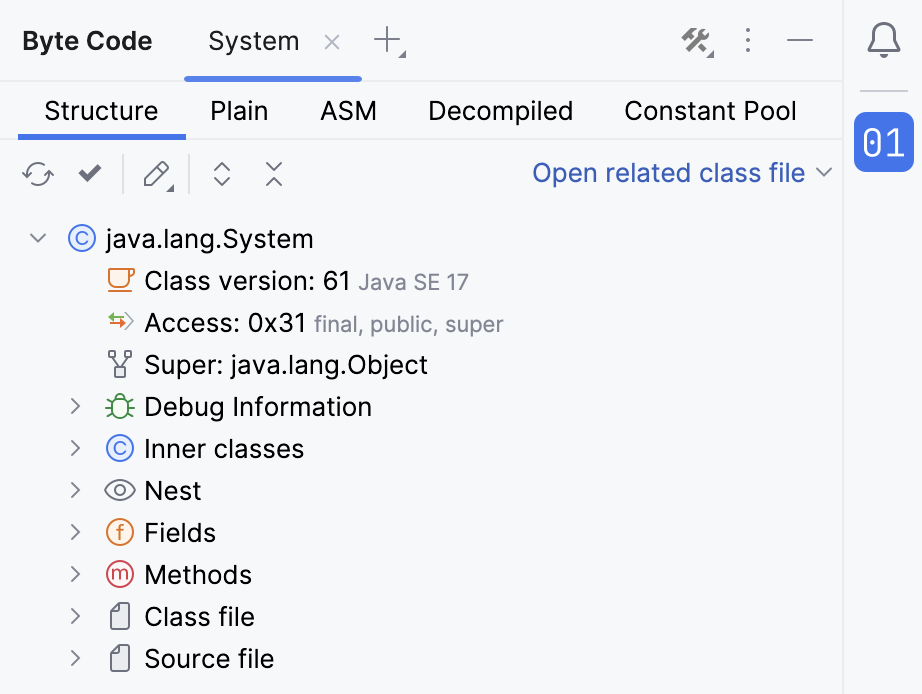 Byte Code System
Structure Plain ASM Decompiled Constant Pool
01
Open related class file
C java.lang.System
Class version: 61 Java SE 17
Access: 0x31 final, public, super
Super: java.lang.Object
Debug Information
C Inner classes
Nest
f Fields
m Methods
Class file
Source file